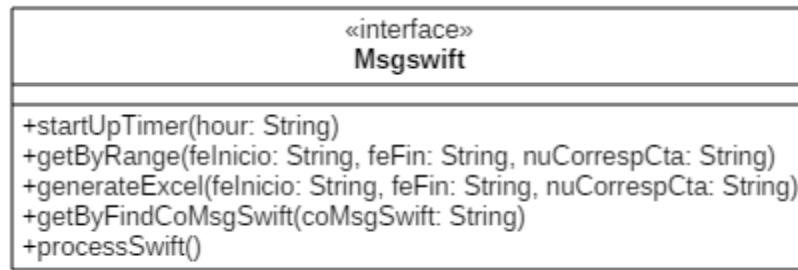 «interface»
Msgswift
+startUpTimer(hour: String)
+getByRange(feInicio: String, feFin: String, nuCorrespCta: String)
+generateExcel(feInicio: String, feFin: String, nuCorrespCta: String)
+getByFindCoMsgSwift(coMsgSwift: String)
+processSwift()